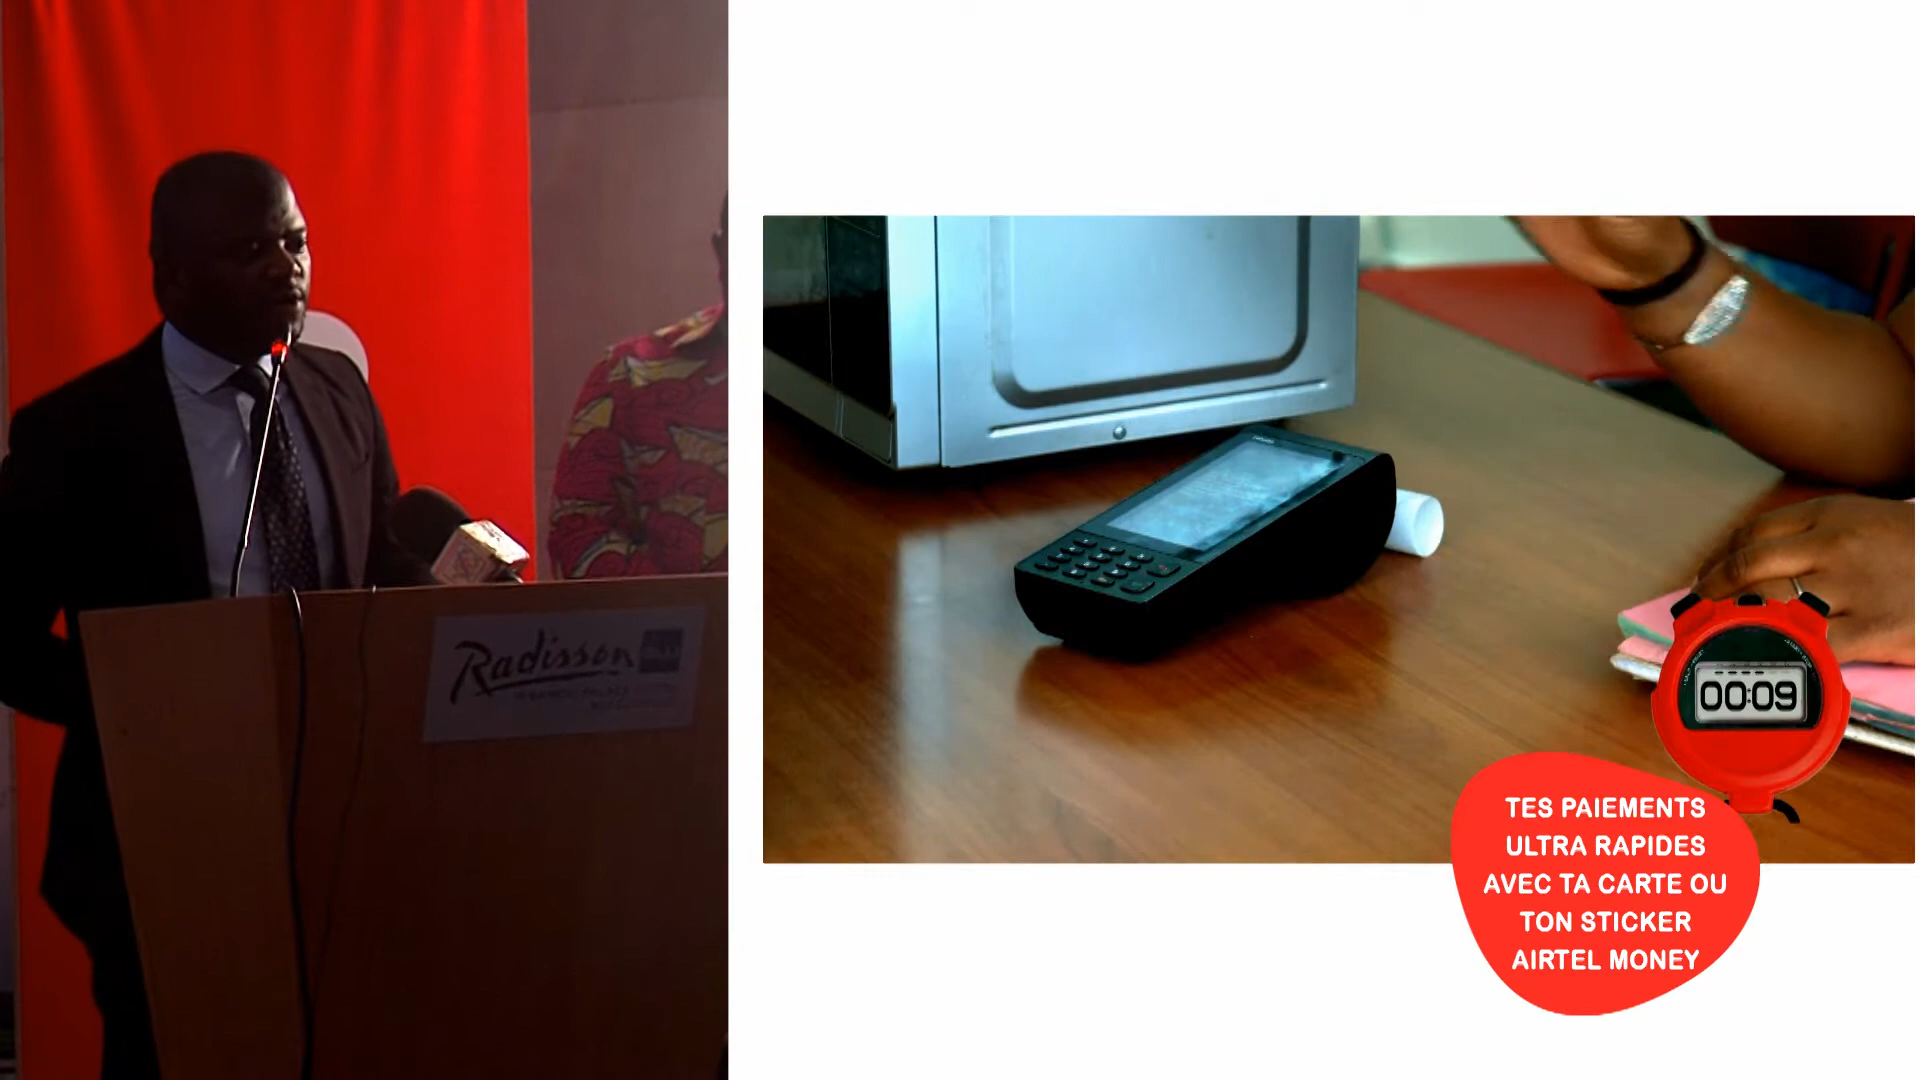 Radisson
00:09
TES PAIEMENTS
ULTRA RAPIDES
AVEC TA CARTE OU
TON STICKER
AIRTEL MONEY